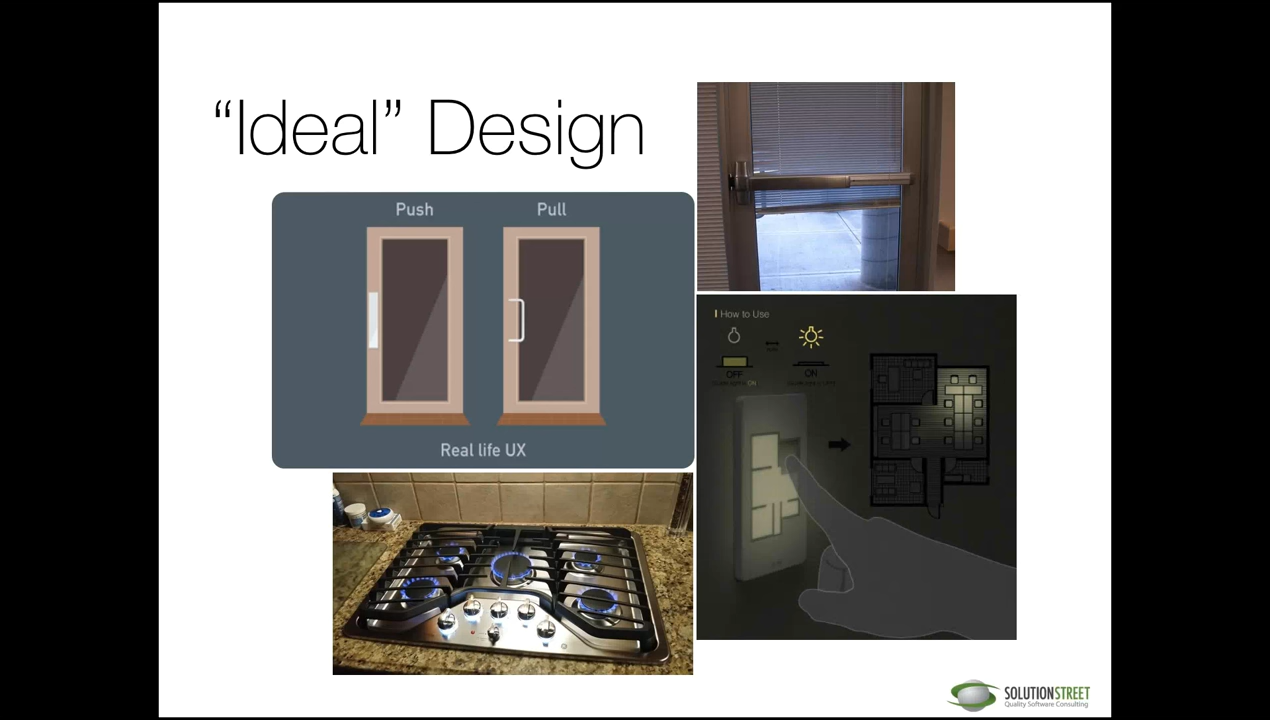 “Ideal” Design
Push
Pull
Real life UX
How to Use
OFF
ON
SOLUTIONSTREET
Quality Software Consulting